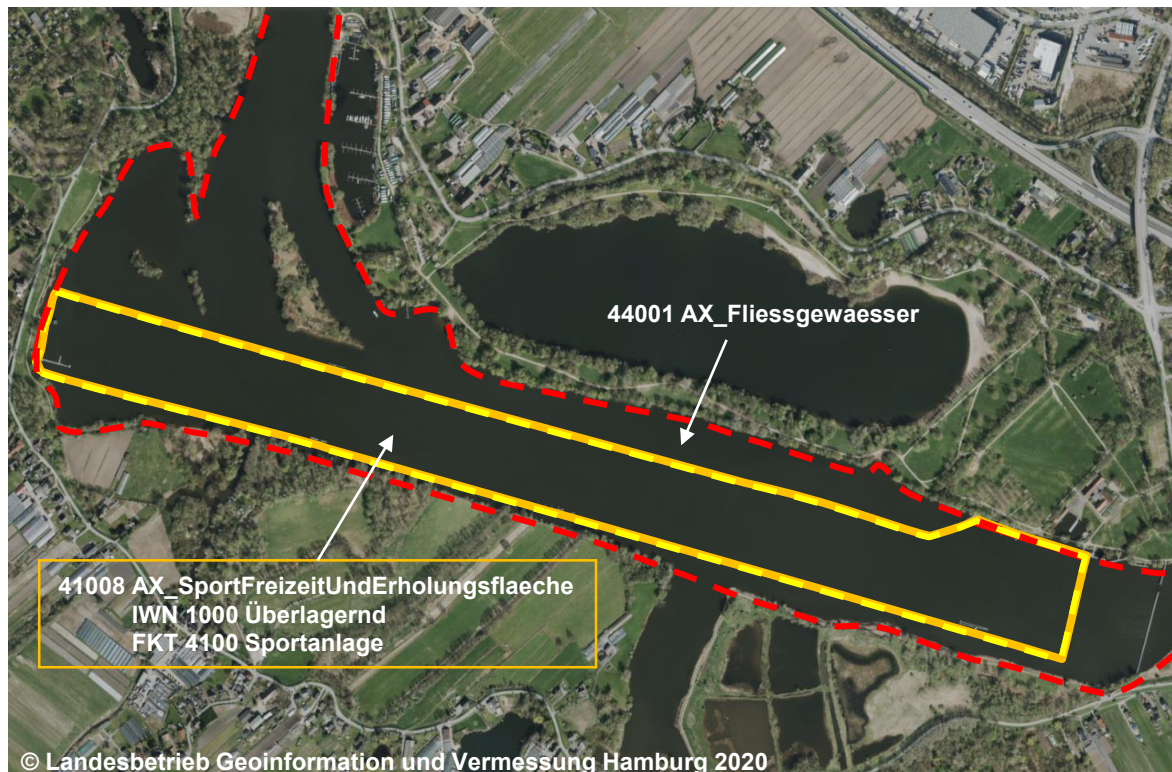 44001 AX_Fliessgewaesser
41008 AX_SportFreizeitUndErholungsflaeche
IWN 1000 Überlagernd
FKT 4100 Sportanlage
© Landesbetrieb Geoinformation und Vermessung Hamburg 2020